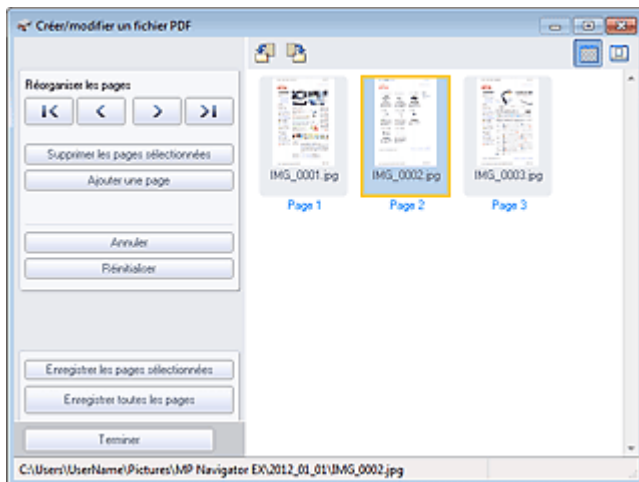 Créer/modifier un fichier PDF
Réorganiser les pages
Supprimer les pages sélectionnées
Ajouter une page
Annuler
Réinitialiser
Enregistrer les pages sélectionnées
Enregistrer toutes les pages
Terminer
IMG_0001.jpg
IMG_0002.jpg
IMG_0003.jpg
Page 1
Page 2
Page 3
C:\Users\UserName\Pictures\MP Navigator EX\2012_01_01\IMG_0002.jpg